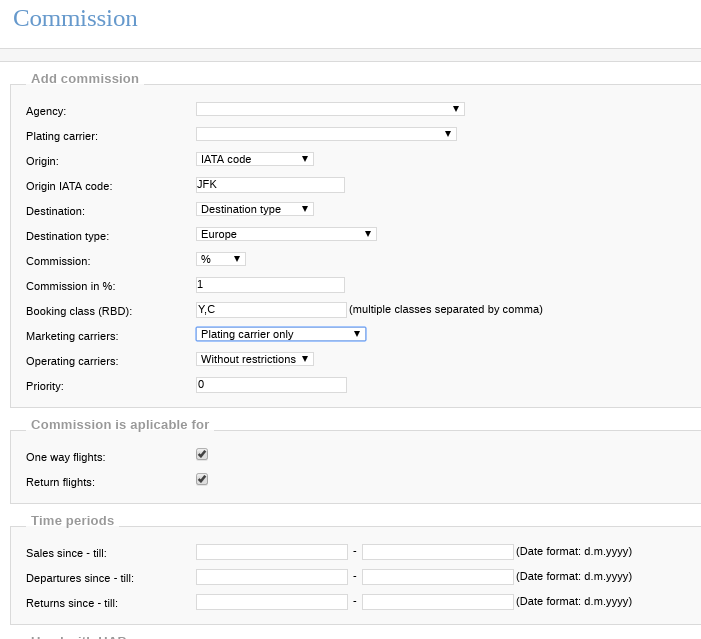 Commission
Add commission
Agency:
Plating carrier:
Origin: IATA code
Origin IATA code: JFK
Destination: Destination type
Destination type: Europe
Commission: %
Commission in %: 1
Booking class (RBD): Y,C (multiple classes separated by comma)
Marketing carriers: Plating carrier only
Operating carriers: Without restrictions
Priority: 0
Commission is aplicable for
One way flights:
Return flights:
Time periods
Sales since - till: - (Date format: d.m.yyyy)
Departures since - till: - (Date format: d.m.yyyy)
Returns since - till: - (Date format: d.m.yyyy)